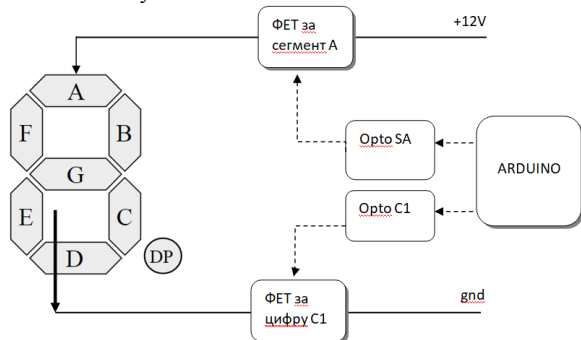 ФЕТ за
сегмент А
+12V
A
F
B
G
E
C
D
DP
Opto SA
Opto C1
ARDUINO
ФЕТ за
цифру С1
gnd